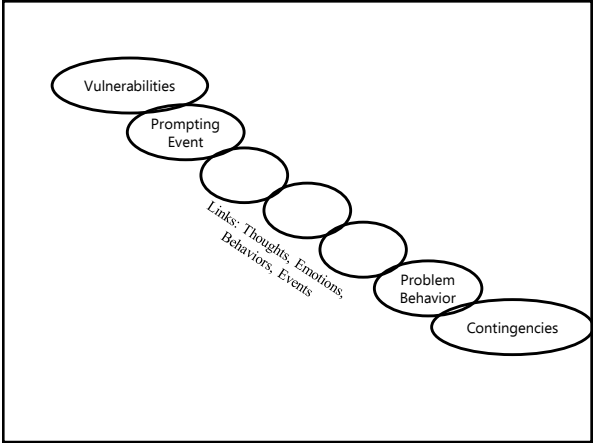 Vulnerabilities
Prompting
Event
Links: Thoughts, Emotions,
Behaviors, Events
Problem
Behavior
Contingencies